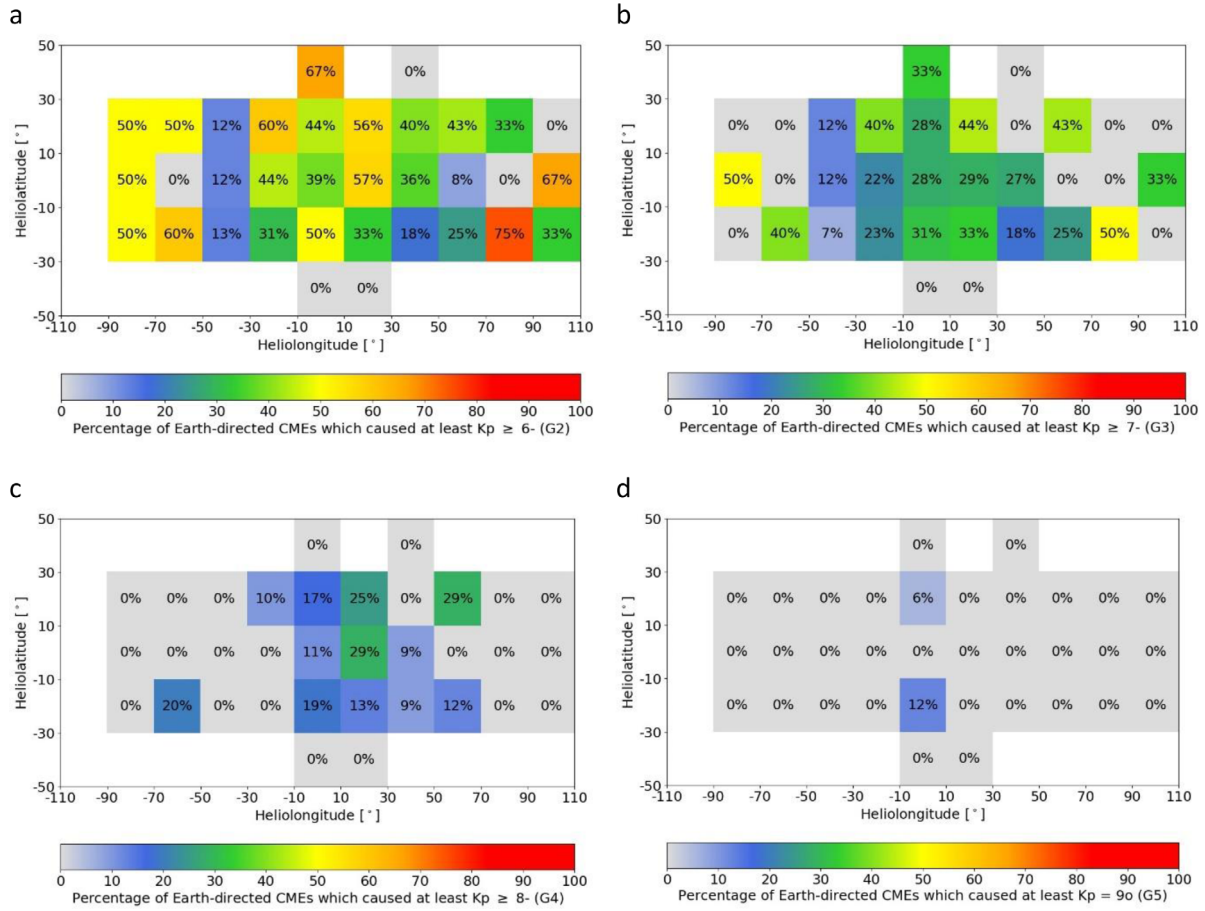 a
50
30
10
-10
-30
-50
Heliolatitude [°]
67% 0%
50% 50% 12% 60% 44% 56% 40% 43% 33% 0%
50% 0% 12% 44% 39% 57% 36% 8% 0% 67%
50% 60% 13% 31% 50% 33% 18% 25% 75% 33%
0% 0%
-110 -90 -70 -50 -30 -10 10 30 50 70 90 110
Heliolongitude [°]
0 10 20 30 40 50 60 70 80 90 100
Percentage of Earth-directed CMEs which caused at least Kp ≥ 6- (G2)
b
50
30
10
-10
-30
-50
Heliolatitude [°]
33% 0%
0% 0% 12% 40% 28% 44% 0% 43% 0% 0%
50% 0% 12% 22% 28% 29% 27% 0% 0% 33%
0% 40% 7% 23% 31% 33% 18% 25% 50% 0%
0% 0%
-110 -90 -70 -50 -30 -10 10 30 50 70 90 110
Heliolongitude [°]
0 10 20 30 40 50 60 70 80 90 100
Percentage of Earth-directed CMEs which caused at least Kp ≥ 7- (G3)
c
50
30
10
-10
-30
-50
Heliolatitude [°]
0% 0%
0% 0% 0% 10% 17% 25% 0% 29% 0% 0%
0% 0% 0% 0% 11% 29% 9% 0% 0% 0%
0% 20% 0% 0% 19% 13% 9% 12% 0% 0%
0% 0%
-110 -90 -70 -50 -30 -10 10 30 50 70 90 110
Heliolongitude [°]
0 10 20 30 40 50 60 70 80 90 100
Percentage of Earth-directed CMEs which caused at least Kp ≥ 8- (G4)
d
50
30
10
-10
-30
-50
Heliolatitude [°]
0% 0%
0% 0% 0% 0% 6% 0% 0% 0% 0% 0%
0% 0% 0% 0% 0% 0% 0% 0% 0% 0%
0% 0% 0% 0% 12% 0% 0% 0% 0% 0%
0% 0%
-110 -90 -70 -50 -30 -10 10 30 50 70 90 110
Heliolongitude [°]
0 10 20 30 40 50 60 70 80 90 100
Percentage of Earth-directed CMEs which caused at least Kp = 9o (G5)